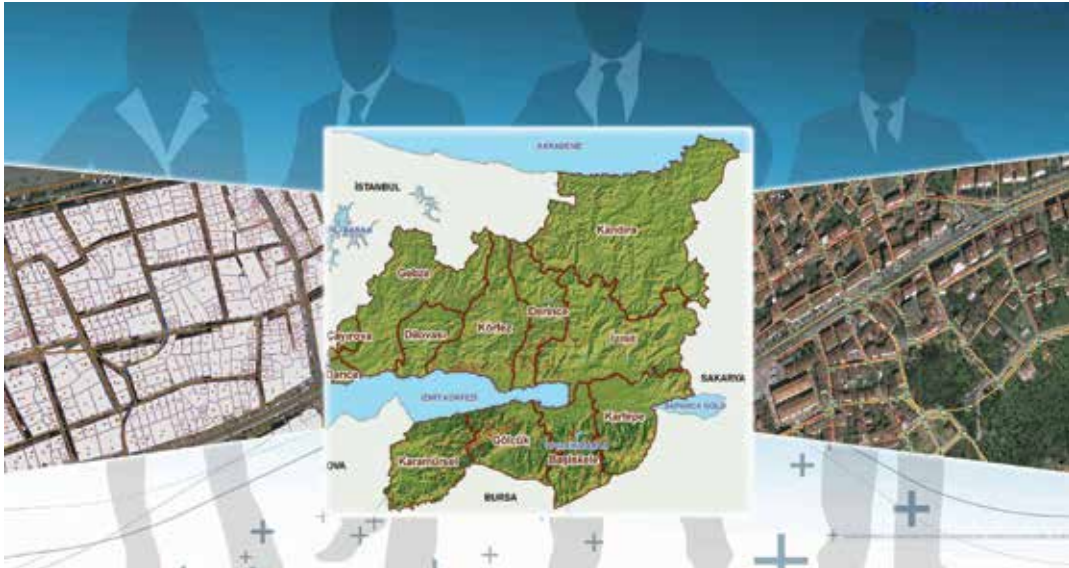 KARADENİZ
İSTANBUL
Kandıra
Gebze
Derince
Körfez
Dilovası
Çayırova
İzmit
Darıca
SAKARYA
İZMİT KÖRFEZİ
SAPANCA GÖLÜ
Kartepe
Gölcük
Karamürsel
Başiskele
OVA
BURSA